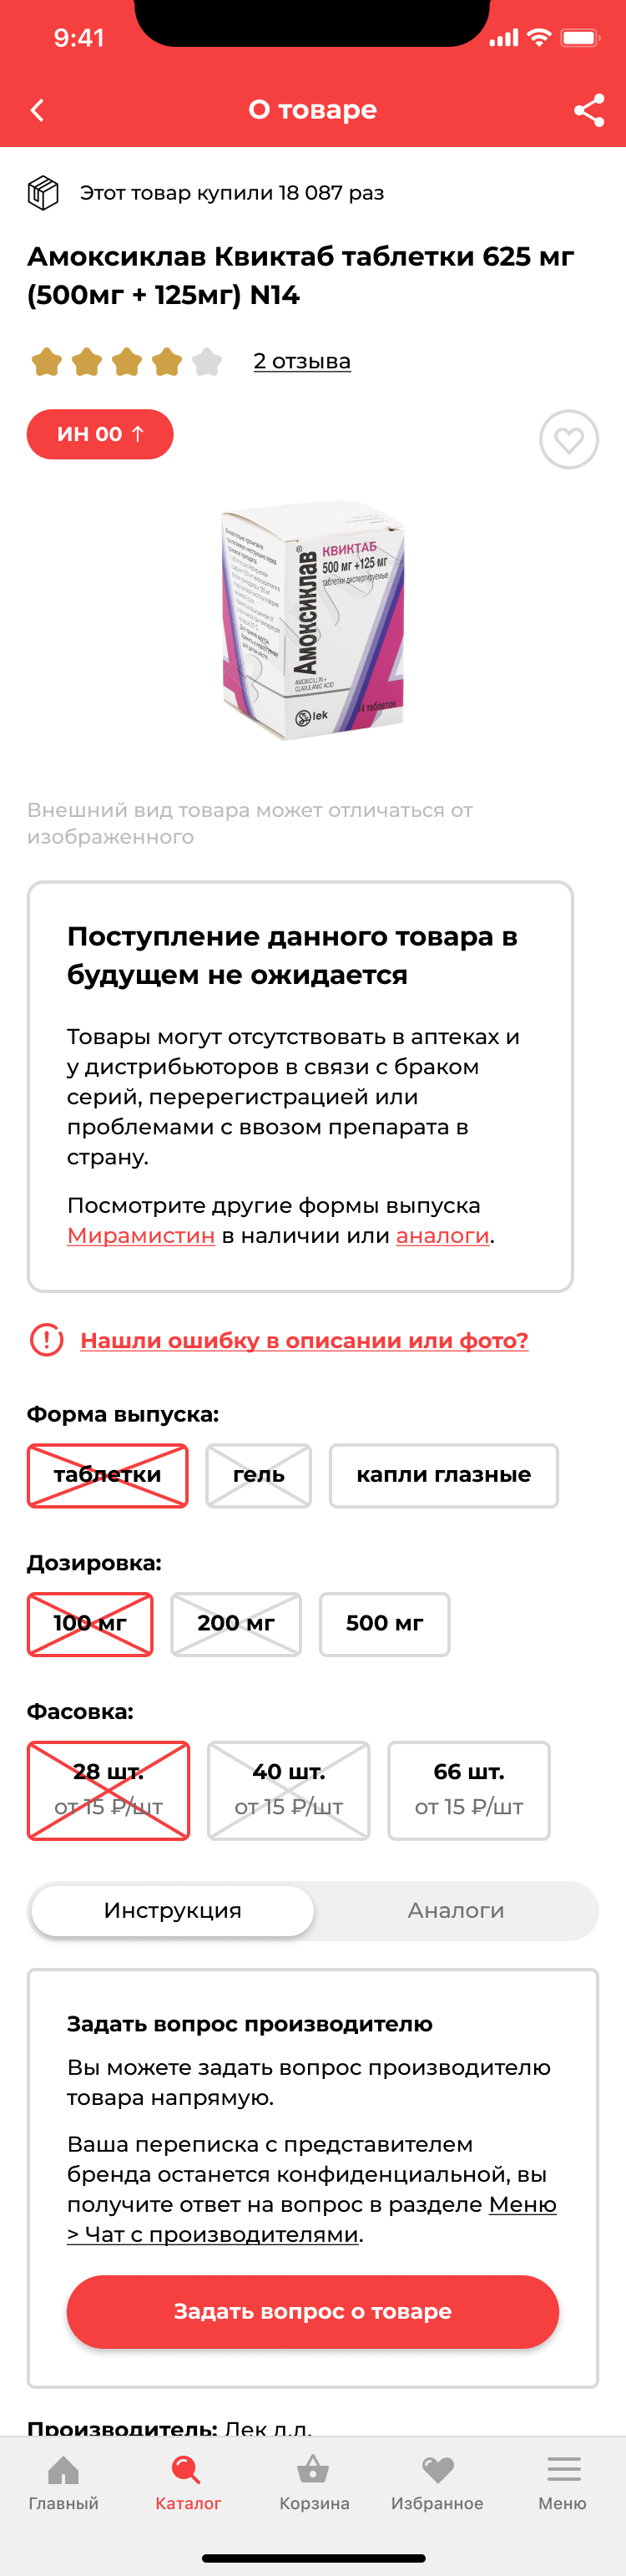 9:41
О товаре
Этот товар купили 18 087 раз
Амоксиклав Квиктаб таблетки 625 мг
(500мг + 125мг) N14
2 отзыва
ИН 00 ↑
Амоксиклав®
КВИКТАБ
500 мг +125 мг
таблетки диспергируемые
AMOXICILLIN +
CLAVULANIC ACID
lek
14 таблеток
Внешний вид товара может отличаться от
изображенного
Поступление данного товара в
будущем не ожидается
Товары могут отсутствовать в аптеках и
у дистрибьюторов в связи с браком
серий, перерегистрацией или
проблемами с ввозом препарата в
страну.
Посмотрите другие формы выпуска
Мирамистин в наличии или аналоги.
Нашли ошибку в описании или фото?
Форма выпуска:
таблетки гель капли глазные
Дозировка:
100 мг 200 мг 500 мг
Фасовка:
28 шт. 40 шт. 66 шт.
от 15 ₽/шт от 15 ₽/шт от 15 ₽/шт
Инструкция Аналоги
Задать вопрос производителю
Вы можете задать вопрос производителю
товара напрямую.
Ваша переписка с представителем
бренда останется конфиденциальной, вы
получите ответ на вопрос в разделе Меню
> Чат с производителями.
Задать вопрос о товаре
Производитель: Лек д.д.
Главный Каталог Корзина Избранное Меню